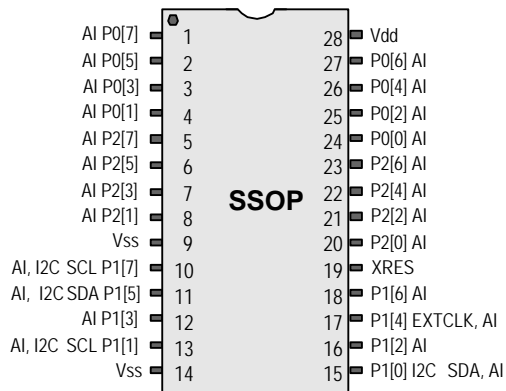 AI P0[7] 1 28 Vdd
AI P0[5] 2 27 P0[6] AI
AI P0[3] 3 26 P0[4] AI
AI P0[1] 4 25 P0[2] AI
AI P2[7] 5 24 P0[0] AI
AI P2[5] 6 23 P2[6] AI
AI P2[3] 7 SSOP 22 P2[4] AI
AI P2[1] 8 21 P2[2] AI
Vss 9 20 P2[0] AI
AI, I2C SCL P1[7] 10 19 XRES
AI, I2C SDA P1[5] 11 18 P1[6] AI
AI P1[3] 12 17 P1[4] EXTCLK, AI
AI, I2C SCL P1[1] 13 16 P1[2] AI
Vss 14 15 P1[0] I2C SDA, AI